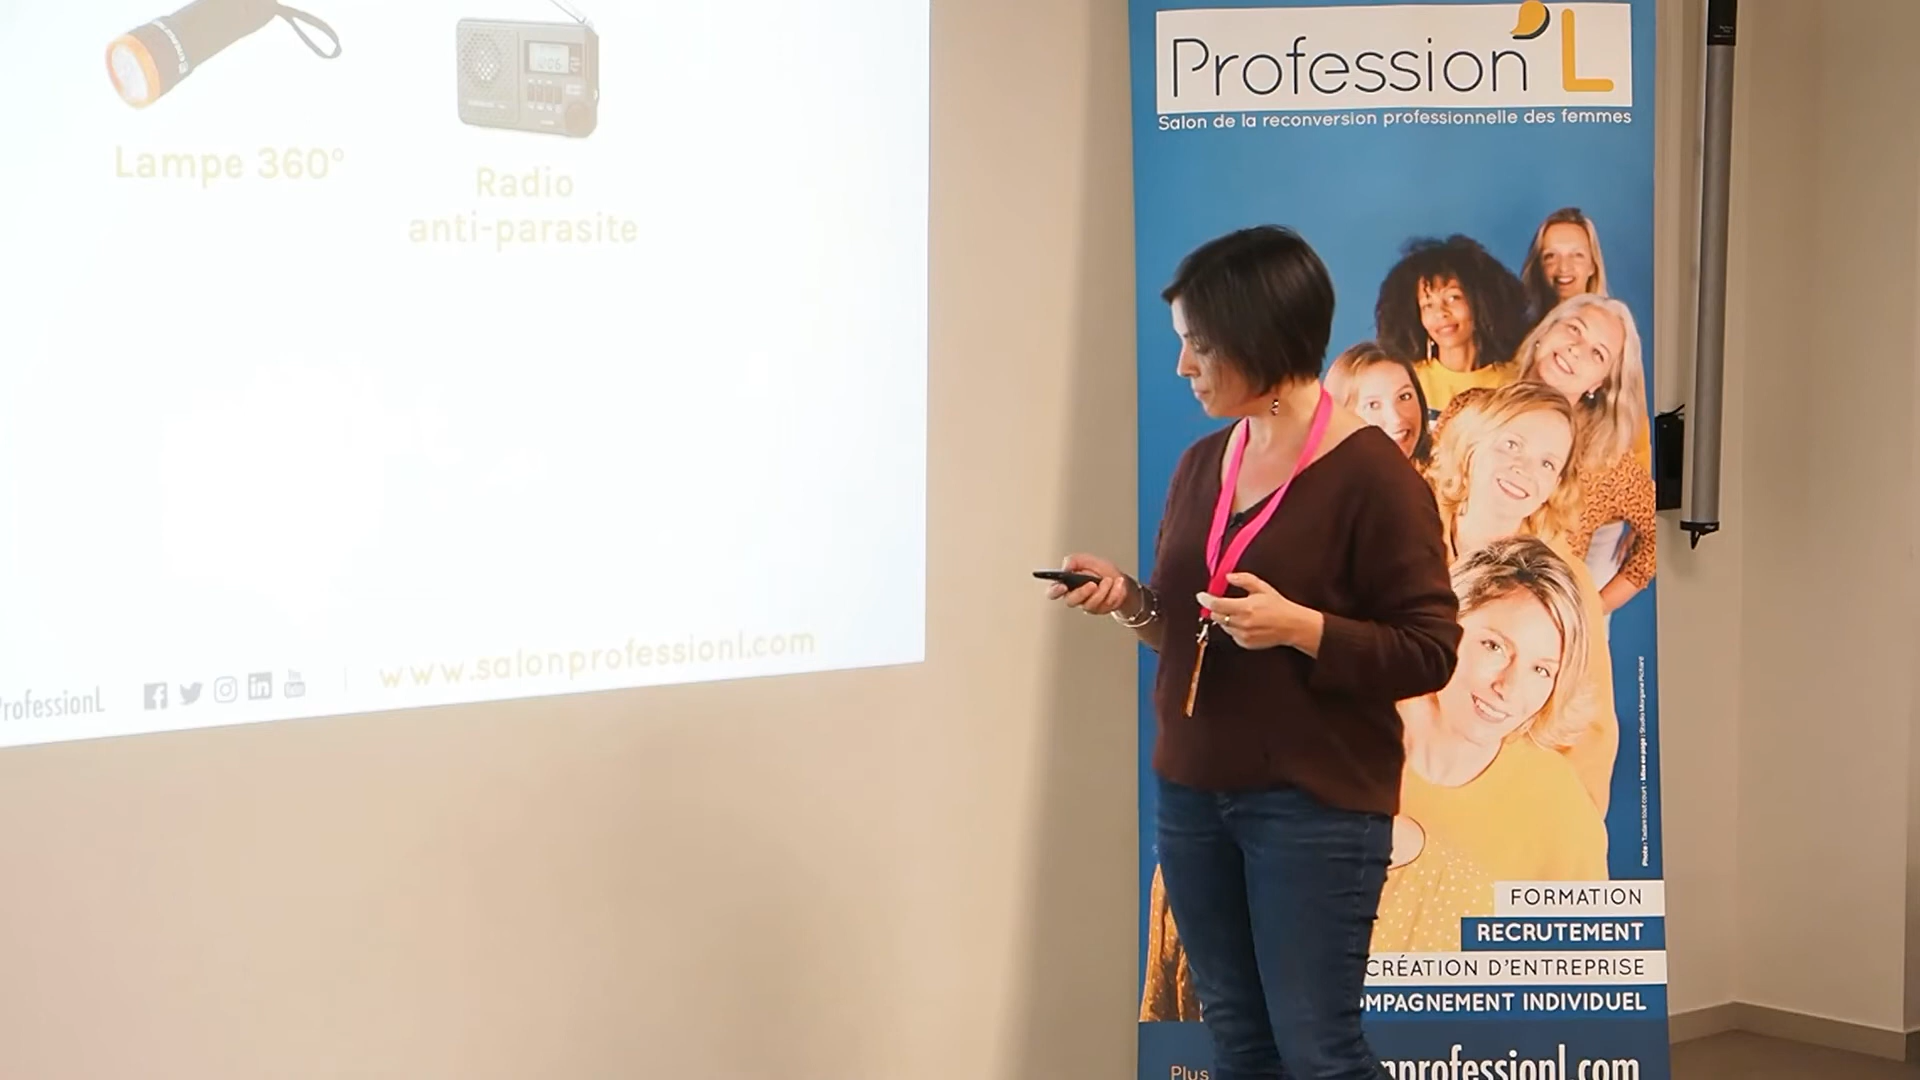 Lampe 360°
Radio
anti-parasite
www.salonprofessionl.com
ProfessionL
Profession'L
Salon de la reconversion professionnelle des femmes
FORMATION
RECRUTEMENT
CRÉATION D'ENTREPRISE
MPAGNEMENT INDIVIDUEL
nprofessionl.com
Plus